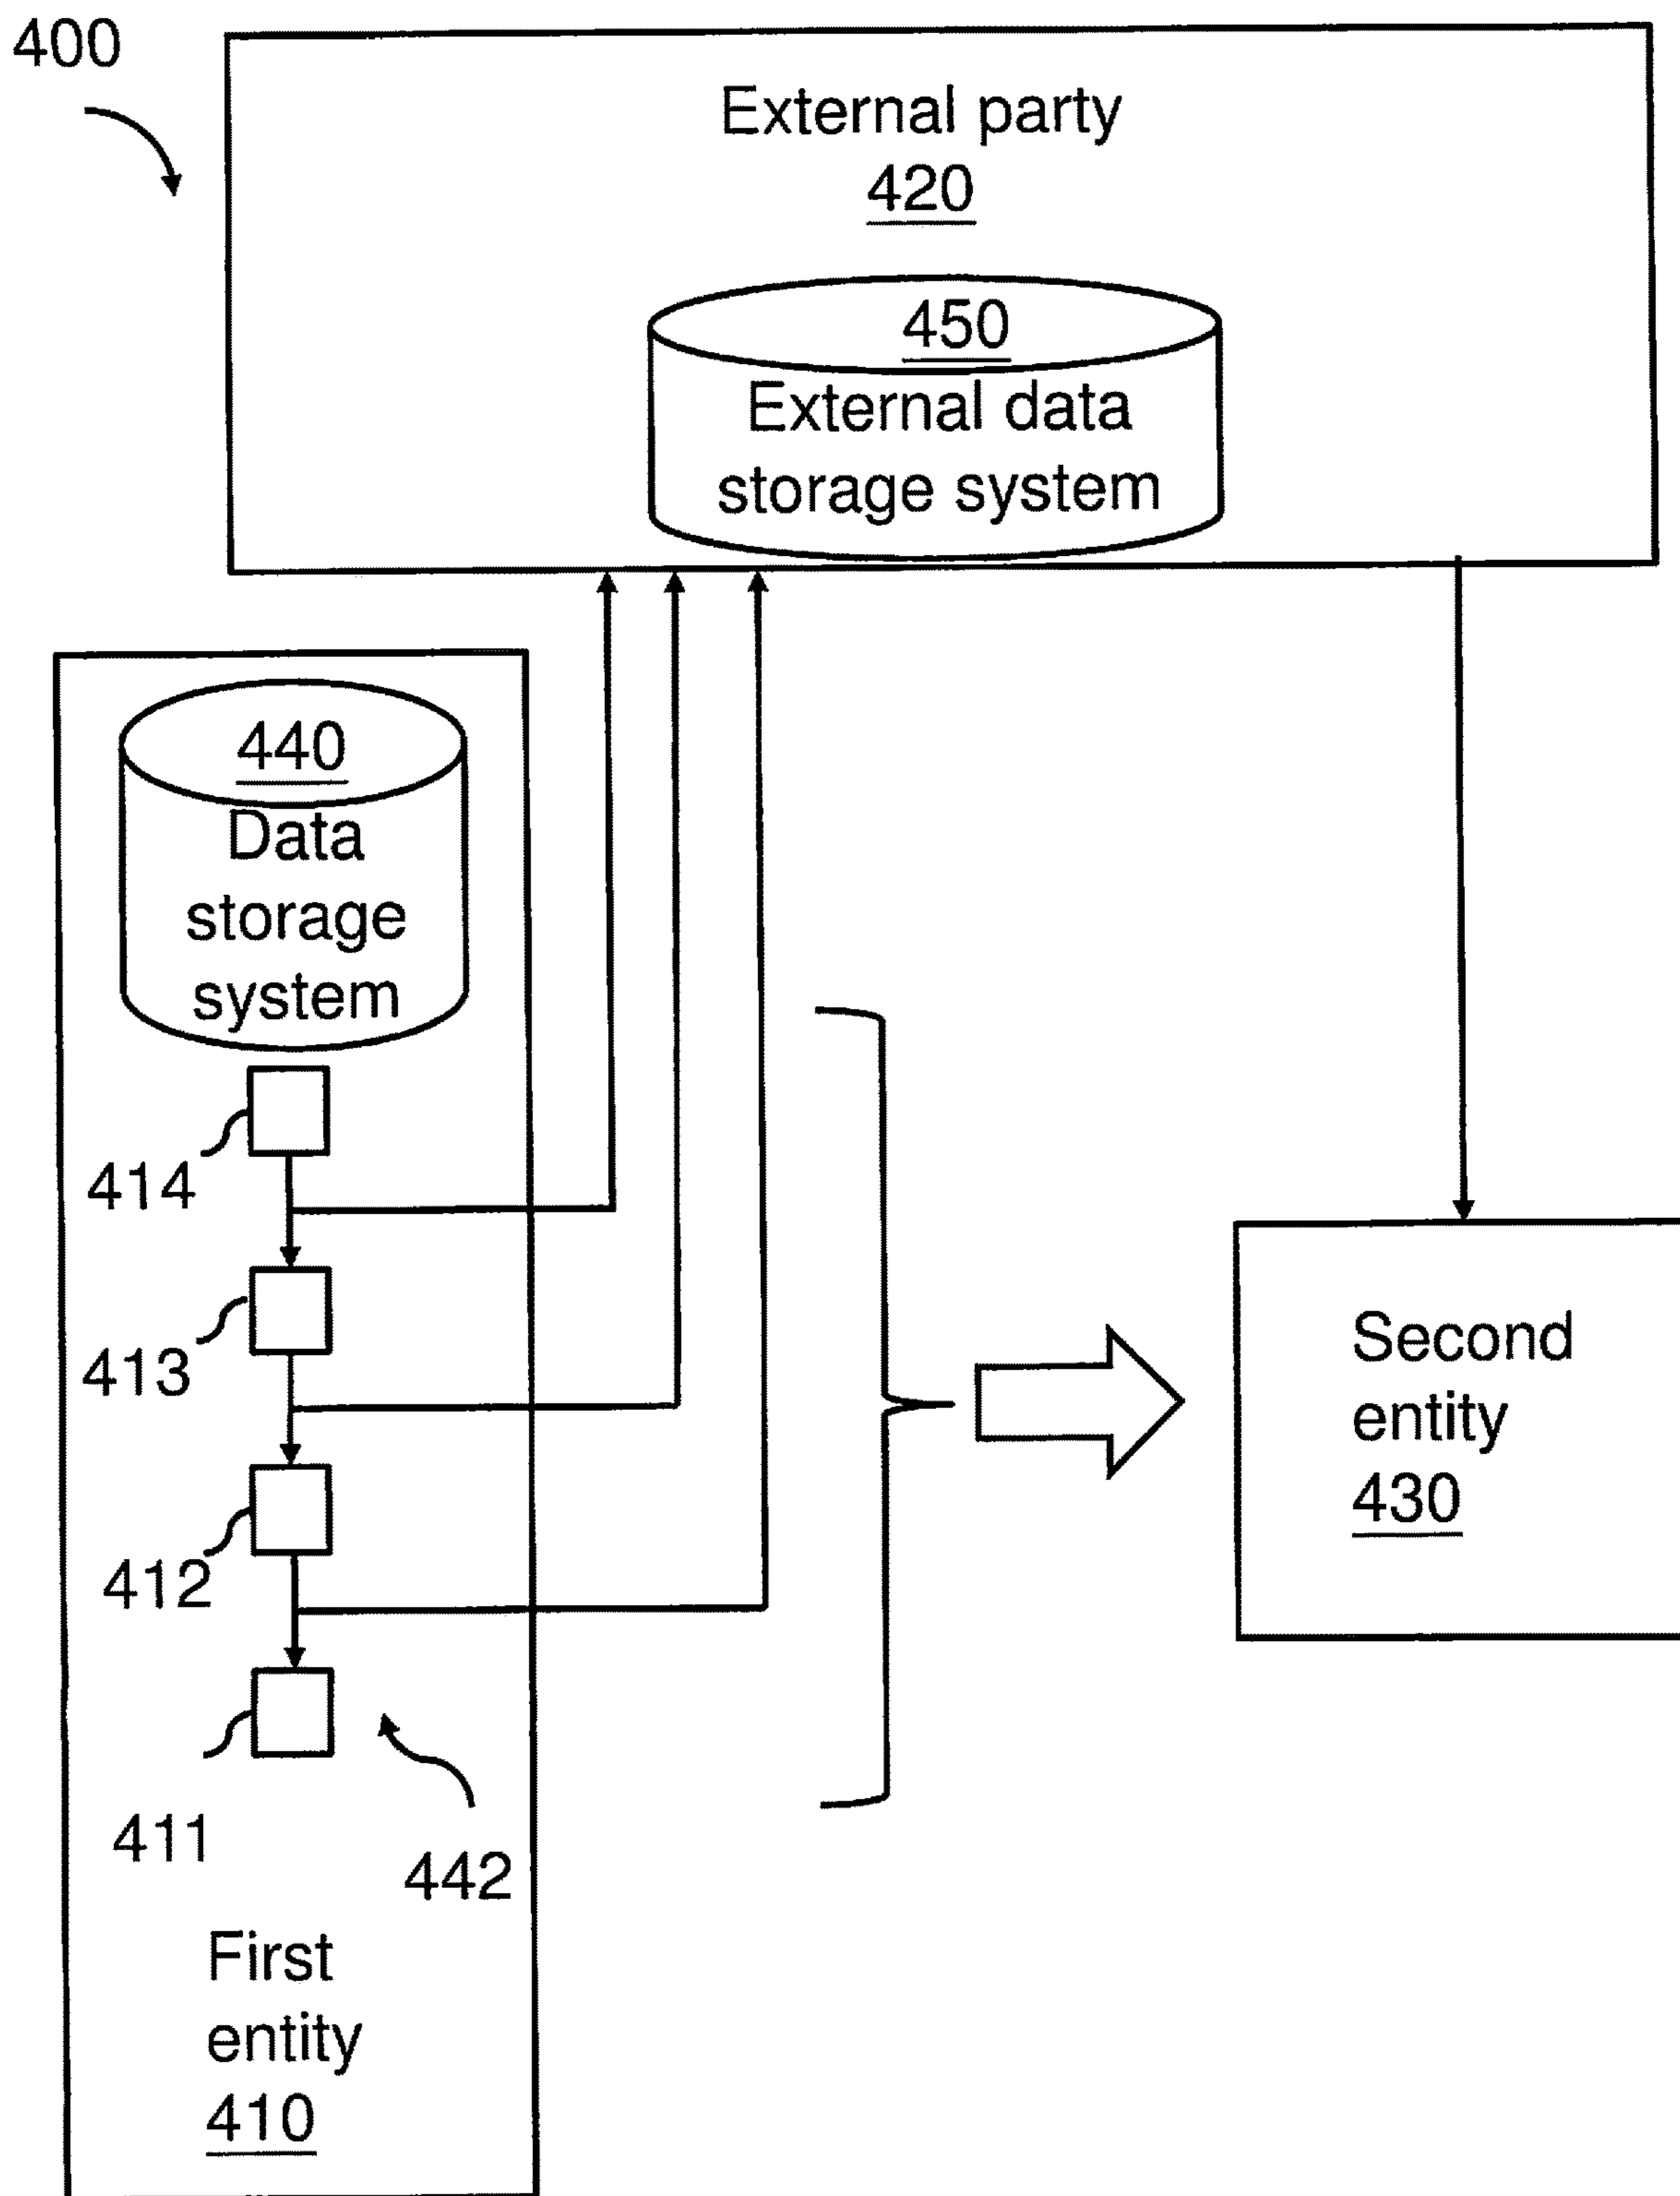 400
External party
420
450
External data
storage system
440
Data
storage
system
414
413
412
411
442
First
entity
410
Second
entity
430